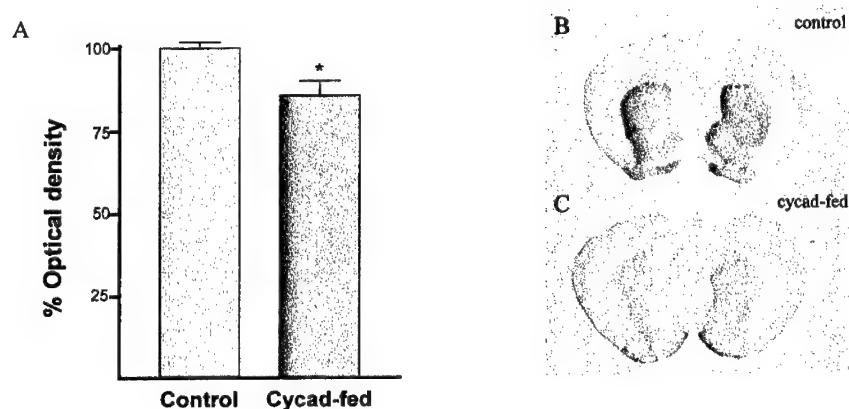 A
100
75
50
25
% Optical density
*
Control
Cycad-fed
B
control
C
cycad-fed